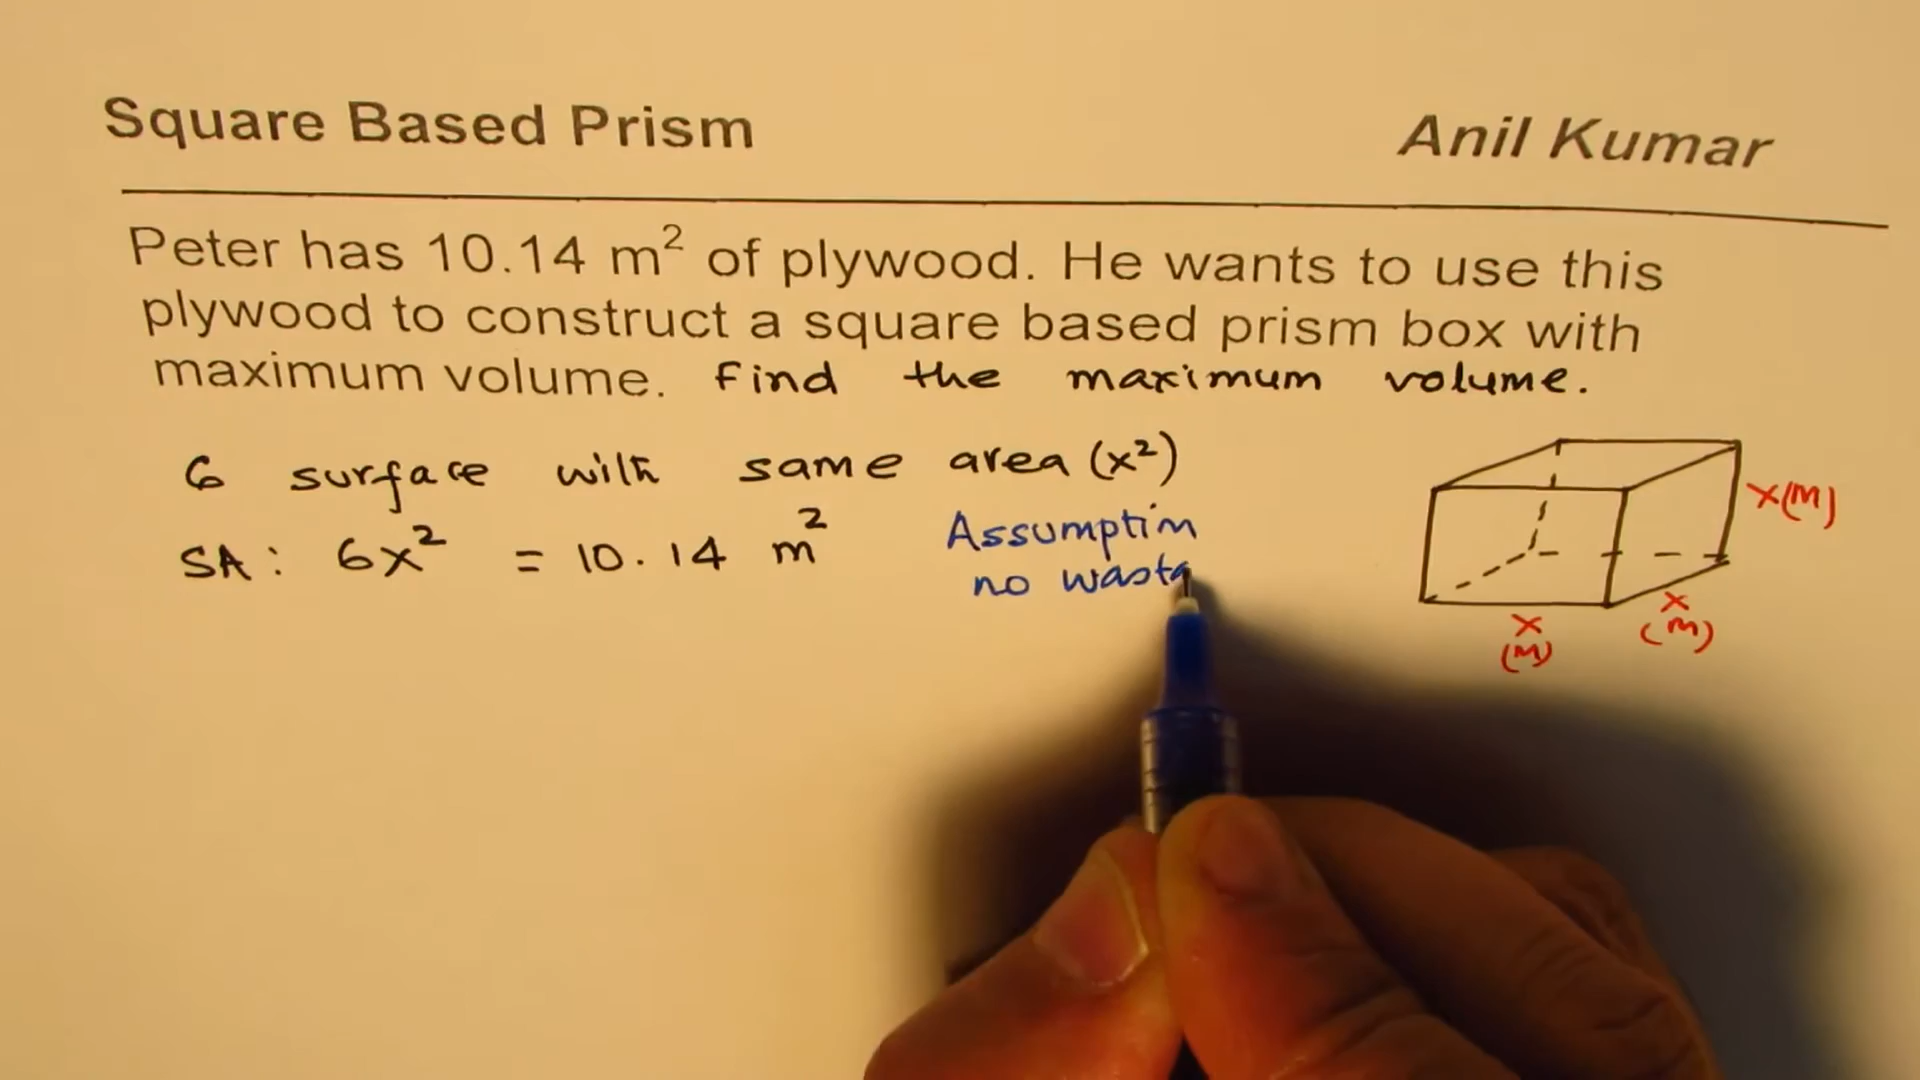 Square Based Prism
Anil Kumar
Peter has 10.14 m² of plywood. He wants to use this
plywood to construct a square based prism box with
maximum volume. Find the maximum volume.
6 surface with same area (x²)
SA: 6x² = 10.14 m²
Assumptin
no wasta
x(m)
x
(m)
x
(m)